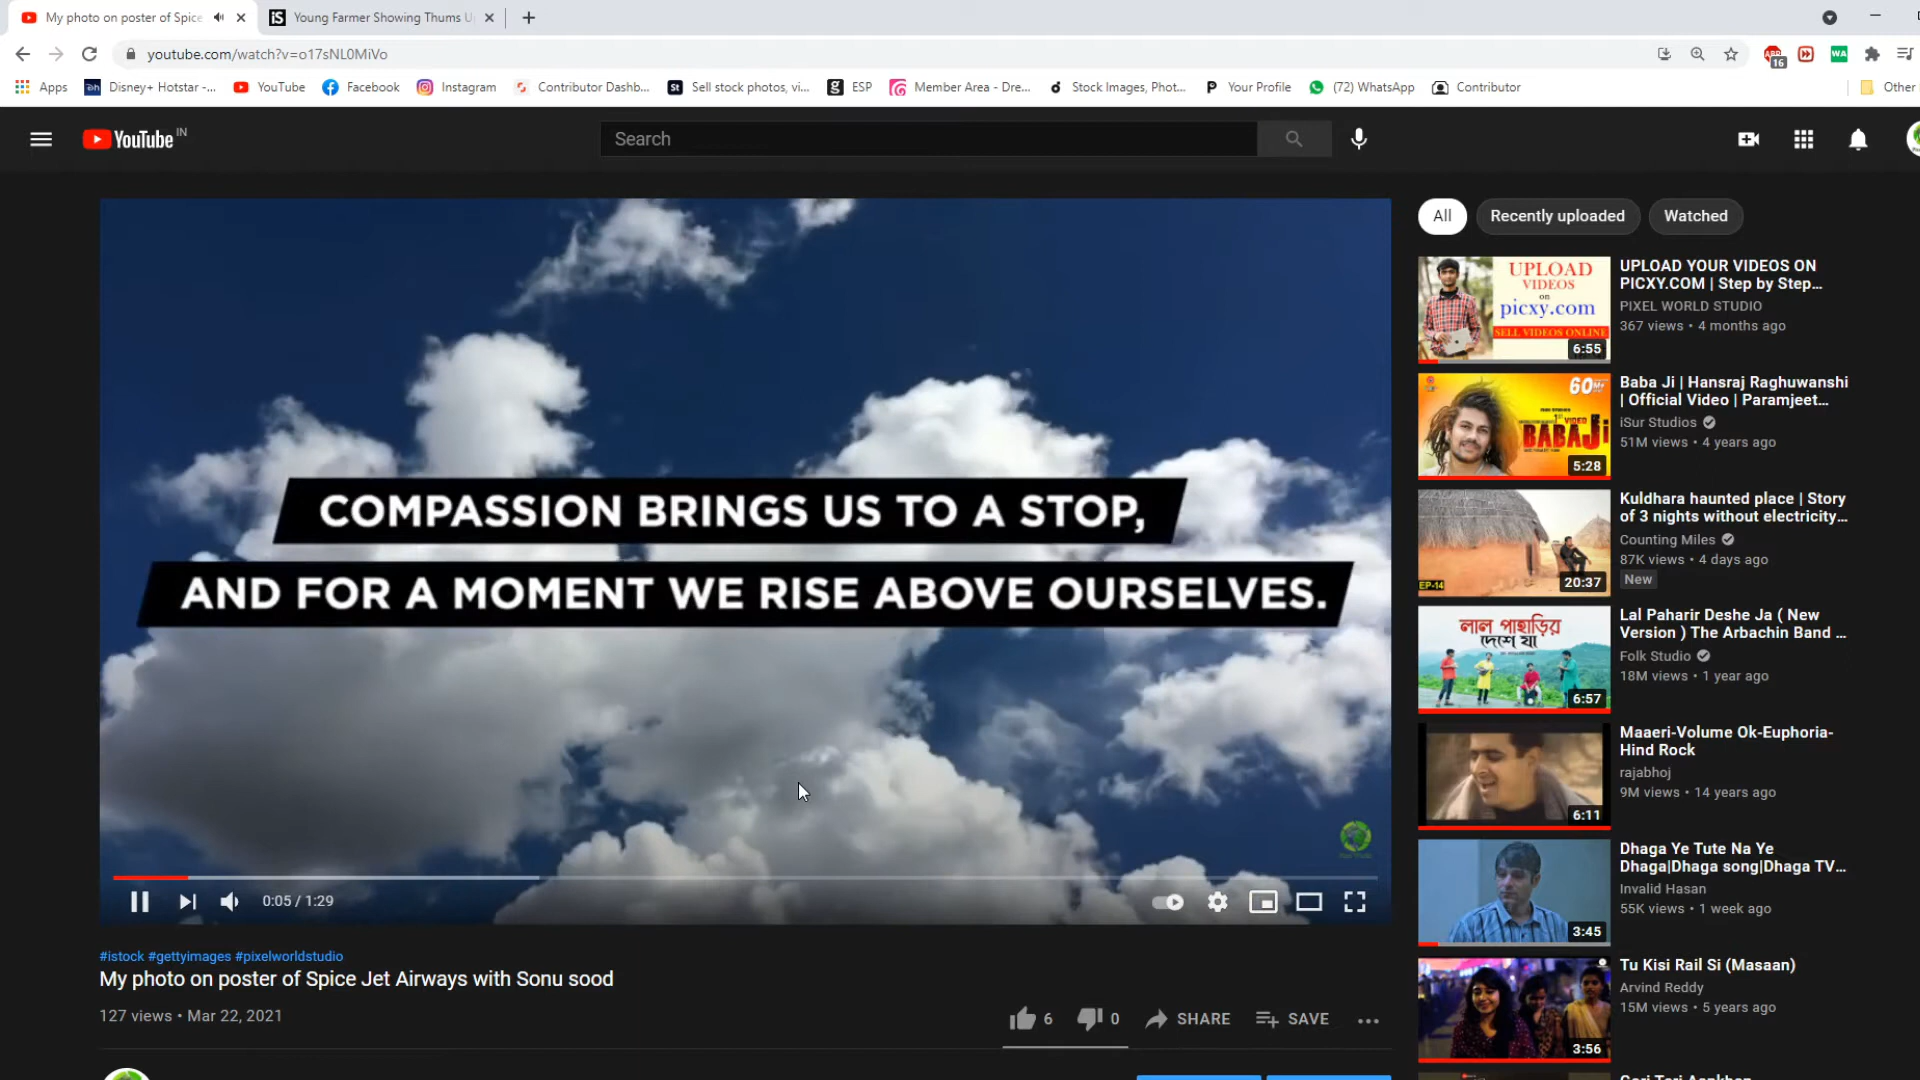 My photo on poster of Spice
Young Farmer Showing Thums U
youtube.com/watch?v=o17sNL0MiVo
16
WA
Apps
Disney+ Hotstar -...
YouTube
Facebook
Instagram
Contributor Dashb...
St
Sell stock photos, vi...
ESP
Member Area - Dre...
Stock Images, Phot...
Your Profile
(72) WhatsApp
Contributor
Other
YouTube IN
Search
COMPASSION BRINGS US TO A STOP,
AND FOR A MOMENT WE RISE ABOVE OURSELVES.
0:05 / 1:29
#istock #gettyimages #pixelworldstudio
My photo on poster of Spice Jet Airways with Sonu sood
127 views • Mar 22, 2021
6
0
SHARE
SAVE
All
Recently uploaded
Watched
UPLOAD
VIDEOS
on
picxy.com
SELL VIDEOS ONLINE
6:55
UPLOAD YOUR VIDEOS ON
PICXY.COM | Step by Step...
PIXEL WORLD STUDIO
367 views • 4 months ago
BABAJI
5:28
Baba Ji | Hansraj Raghuwanshi
| Official Video | Paramjeet...
iSur Studios
51M views • 4 years ago
EP-14
20:37
Kuldhara haunted place | Story
of 3 nights without electricity...
Counting Miles
87K views • 4 days ago
New
লাল পাহাড়ির
দেশে যা
6:57
Lal Paharir Deshe Ja ( New
Version ) The Arbachin Band ...
Folk Studio
18M views • 1 year ago
6:11
Maaeri-Volume Ok-Euphoria-
Hind Rock
rajabhoj
9M views • 14 years ago
3:45
Dhaga Ye Tute Na Ye
Dhaga|Dhaga song|Dhaga TV...
Invalid Hasan
55K views • 1 week ago
3:56
Tu Kisi Rail Si (Masaan)
Arvind Reddy
15M views • 5 years ago